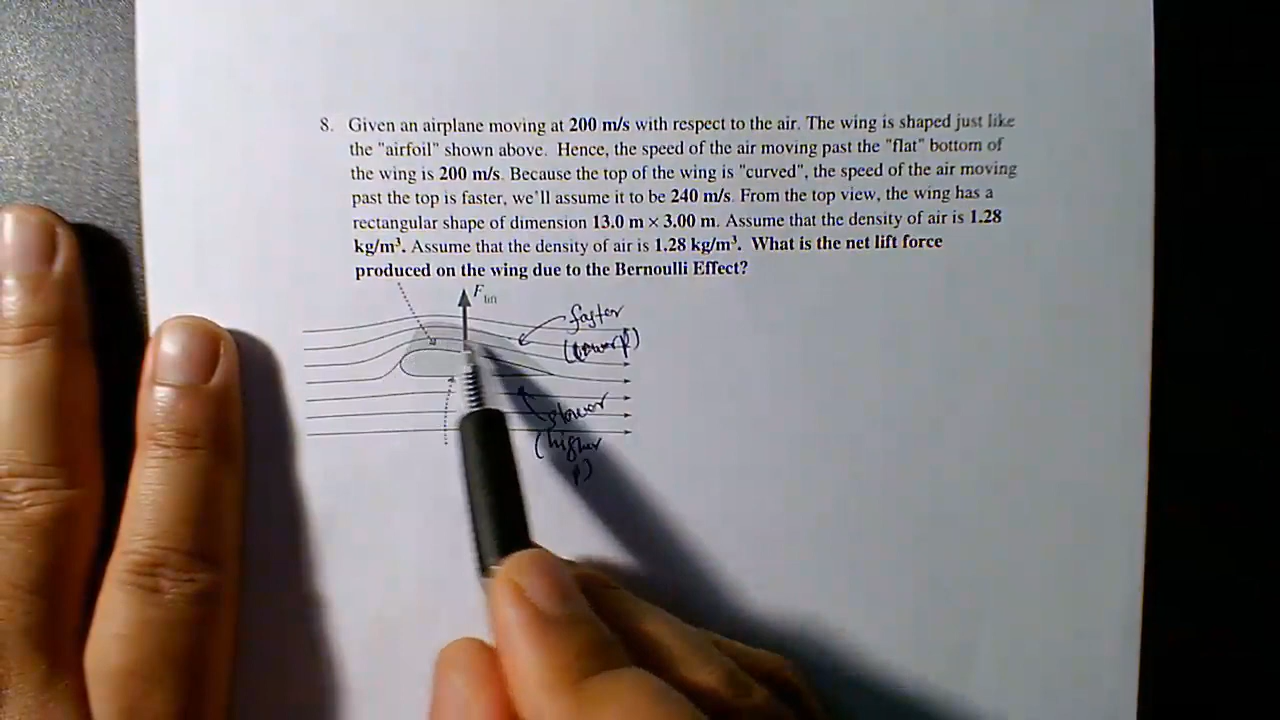 8. Given an airplane moving at 200 m/s with respect to the air. The wing is shaped just like
the "airfoil" shown above. Hence, the speed of the air moving past the "flat" bottom of
the wing is 200 m/s. Because the top of the wing is "curved", the speed of the air moving
past the top is faster, we'll assume it to be 240 m/s. From the top view, the wing has a
rectangular shape of dimension 13.0 m × 3.00 m. Assume that the density of air is 1.28
kg/m³. Assume that the density of air is 1.28 kg/m³. What is the net lift force
produced on the wing due to the Bernoulli Effect?
F lift
faster
(lower p)
slower
(higher
p)